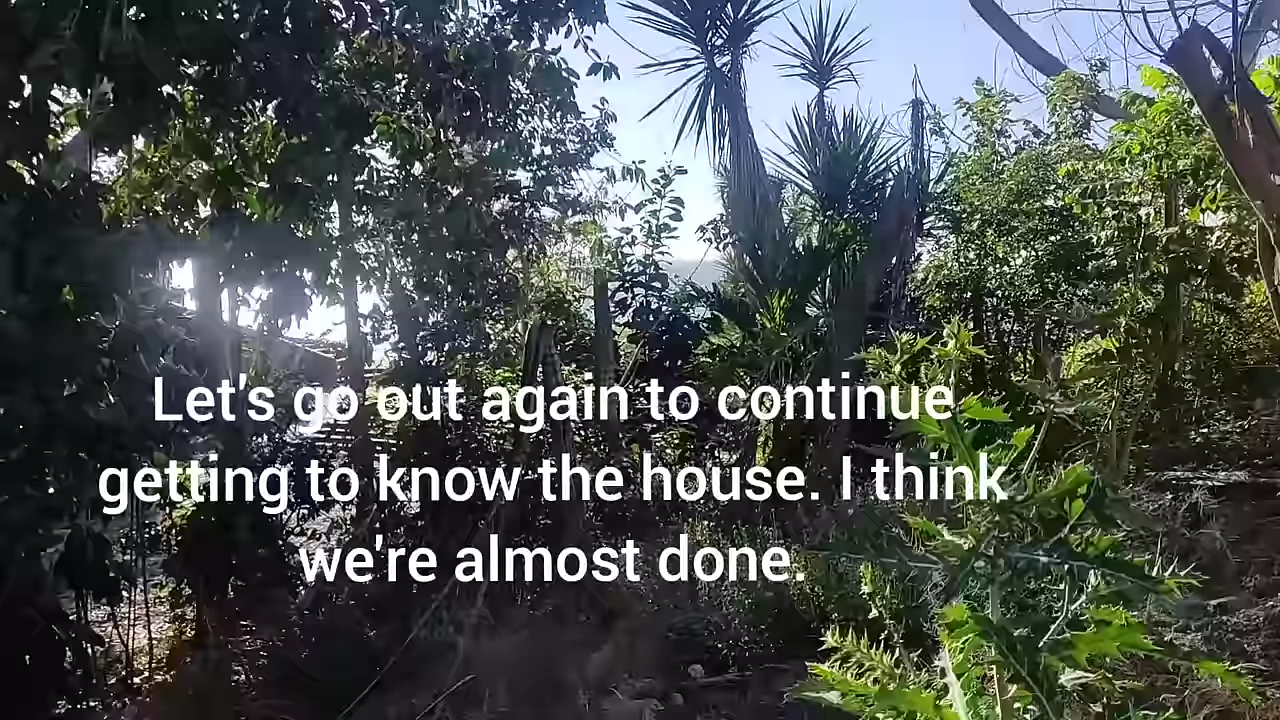 Let's go out again to continue
getting to know the house. I think
we're almost done.